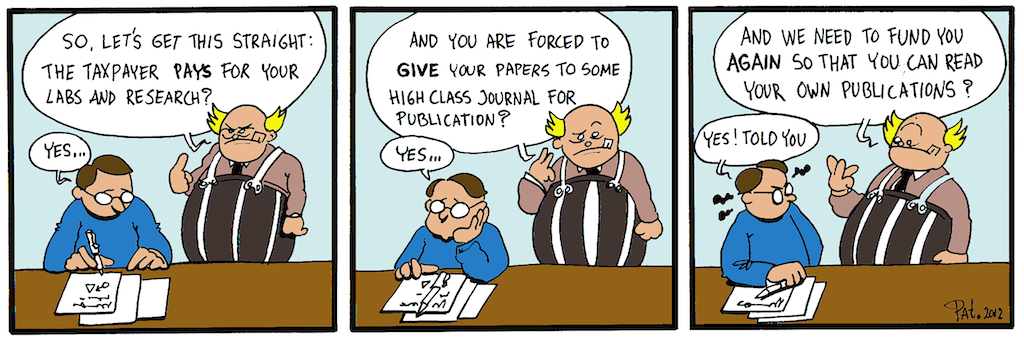 SO, LET'S GET THIS STRAIGHT:
THE TAXPAYER PAYS FOR YOUR
LABS AND RESEARCH?
YES...
AND YOU ARE FORCED TO
GIVE YOUR PAPERS TO SOME
HIGH CLASS JOURNAL FOR
PUBLICATION?
YES...
AND WE NEED TO FUND YOU
AGAIN SO THAT YOU CAN READ
YOUR OWN PUBLICATIONS?
YES! TOLD YOU
PAT. 2012